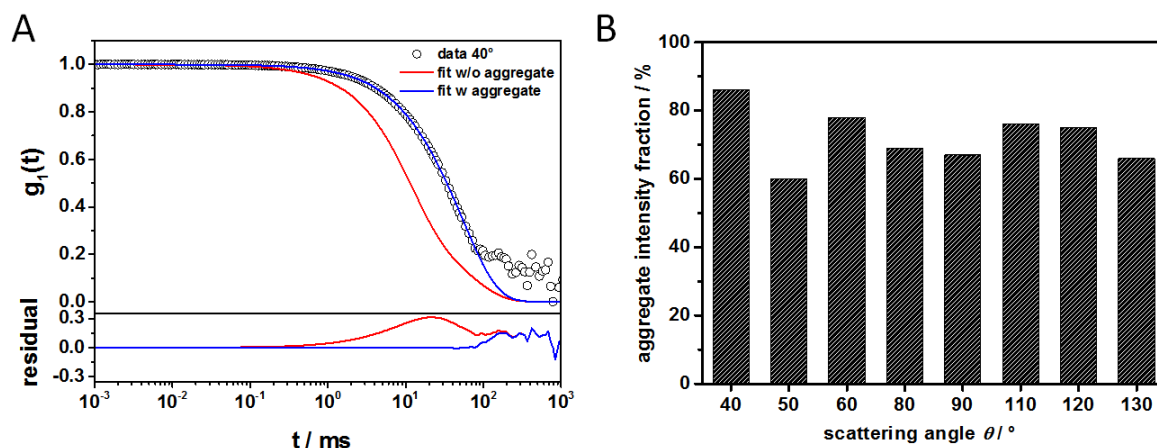 A
data 40°
fit w/o aggregate
fit w aggregate
1.0
0.8
0.6
0.4
0.2
0.0
g₁(t)
0.3
0.0
-0.3
residual
10⁻³ 10⁻² 10⁻¹ 10⁰ 10¹ 10² 10³
t / ms
B
100
80
60
40
20
0
aggregate intensity fraction / %
40 50 60 80 90 110 120 130
scattering angle θ / °